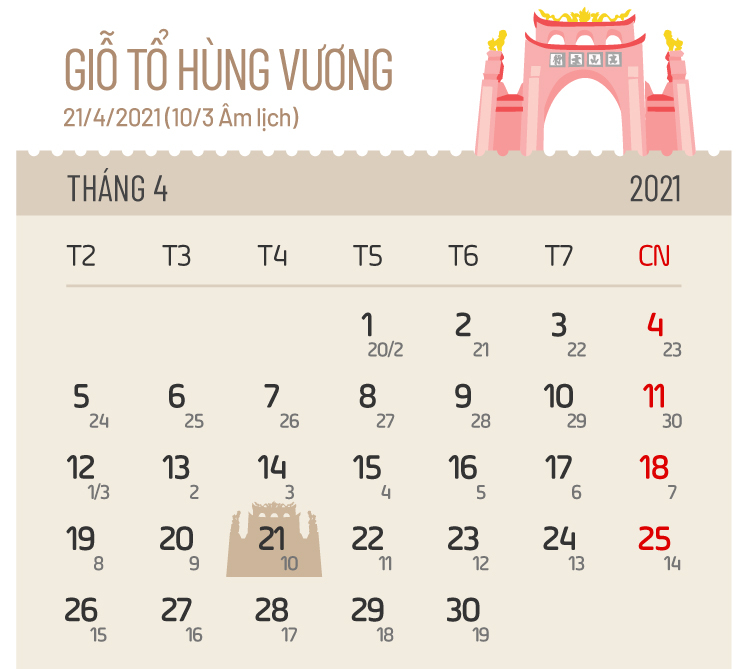 GIỖ TỔ HÙNG VƯƠNG
21/4/2021 (10/3 Âm lịch)
THÁNG 4 2021
T2 T3 T4 T5 T6 T7 CN
1 2 3 4
20/2 21 22 23
5 6 7 8 9 10 11
24 25 26 27 28 29 30
12 13 14 15 16 17 18
1/3 2 3 4 5 6 7
19 20 21 22 23 24 25
8 9 10 11 12 13 14
26 27 28 29 30
15 16 17 18 19